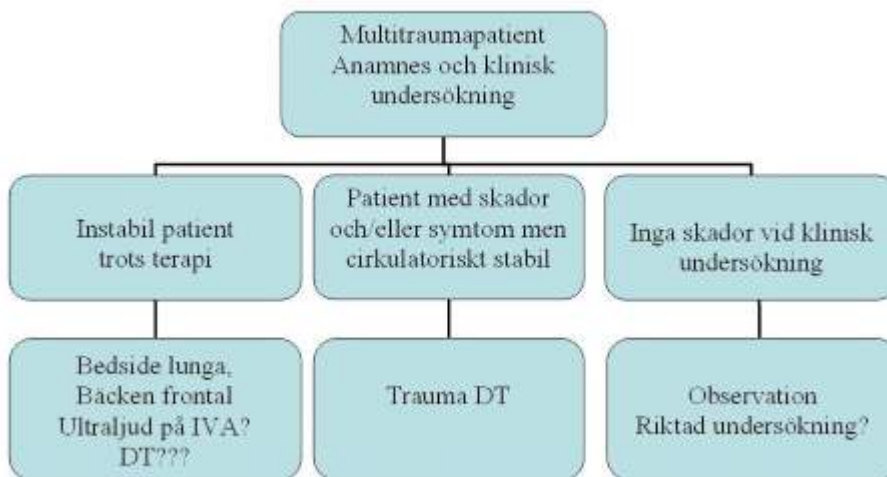 Multitraumapatient
Anamnes och klinisk
undersökning
Instabil patient
trots terapi
Patient med skador
och/eller symtom men
cirkulatoriskt stabil
Inga skador vid klinisk
undersökning
Bedside lunga,
Bäcken frontal
Ultraljud på IVA?
DT???
Trauma DT
Observation
Riktad undersökning?